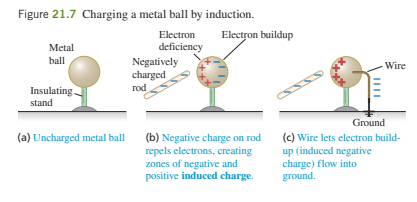 Figure 21.7 Charging a metal ball by induction.
Electron deficiency
Electron buildup
Metal ball
Negatively charged rod
Insulating stand
Wire
Ground
(a) Uncharged metal ball
(b) Negative charge on rod
repels electrons, creating
zones of negative and
positive induced charge.
(c) Wire lets electron build-
up (induced negative
charge) flow into
ground.